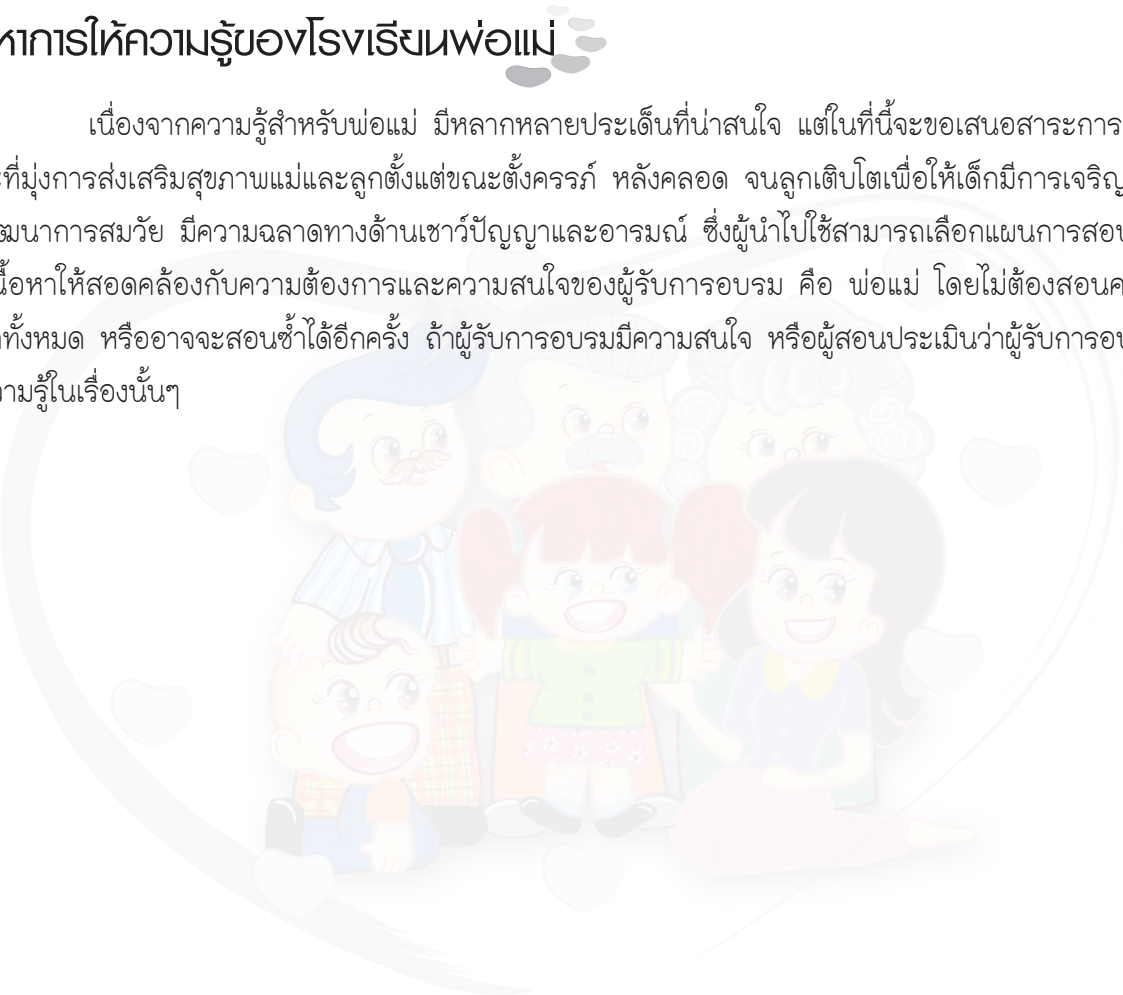 หาการให้ความรู้ของโรงเรียนพ่อแม่
เนื่องจากความรู้สำหรับพ่อแม่ มีหลากหลายประเด็นที่น่าสนใจ แต่ในที่นี้จะขอเสนอสาระการ
ะที่มุ่งการส่งเสริมสุขภาพแม่และลูกตั้งแต่ขณะตั้งครรภ์ หลังคลอด จนลูกเติบโตเพื่อให้เด็กมีการเจริญ
ฒนาการสมวัย มีความฉลาดทางด้านเชาว์ปัญญาและอารมณ์ ซึ่งผู้นำไปใช้สามารถเลือกแผนการสอน
นื้อหาให้สอดคล้องกับความต้องการและความสนใจของผู้รับการอบรม คือ พ่อแม่ โดยไม่ต้องสอนค
าทั้งหมด หรืออาจจะสอนซ้ำได้อีกครั้ง ถ้าผู้รับการอบรมมีความสนใจ หรือผู้สอนประเมินว่าผู้รับการอบ
วามรู้ในเรื่องนั้นๆ